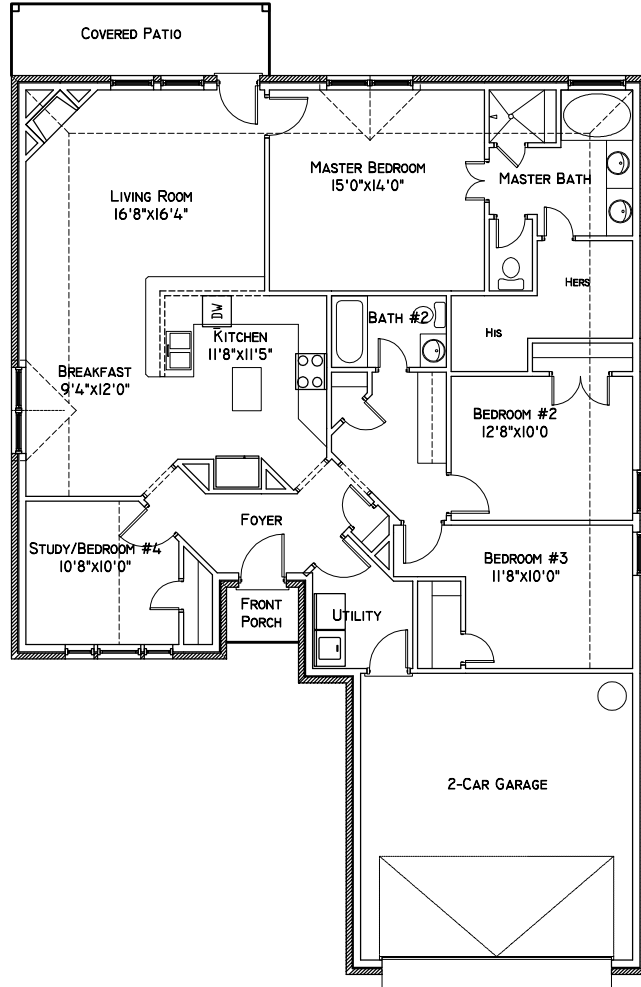 COVERED PATIO
LIVING ROOM
16'8"x16'4"
MASTER BEDROOM
15'0"x14'0"
MASTER BATH
HERS
HIS
DW
KITCHEN
11'8"x11'5"
BATH #2
BREAKFAST
9'4"x12'0"
BEDROOM #2
12'8"x10'0
FOYER
STUDY/BEDROOM #4
10'8"x10'0"
BEDROOM #3
11'8"x10'0"
FRONT
PORCH
UTILITY
2-CAR GARAGE